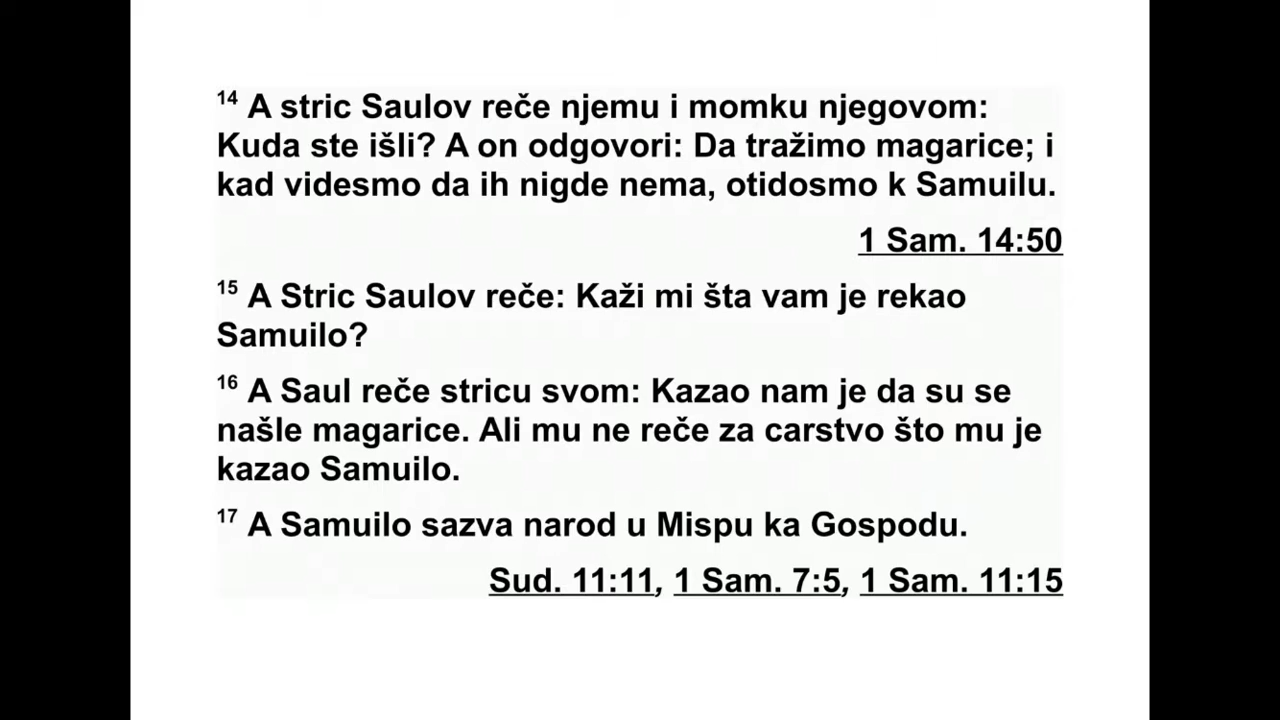 14 A stric Saulov reče njemu i momku njegovom:
Kuda ste išli? A on odgovori: Da tražimo magarice; i
kad videsmo da ih nigde nema, otidosmo k Samuilu.
1 Sam. 14:50
15 A Stric Saulov reče: Kaži mi šta vam je rekao
Samuilo?
16 A Saul reče stricu svom: Kazao nam je da su se
našle magarice. Ali mu ne reče za carstvo što mu je
kazao Samuilo.
17 A Samuilo sazva narod u Mispu ka Gospodu.
Sud. 11:11, 1 Sam. 7:5, 1 Sam. 11:15